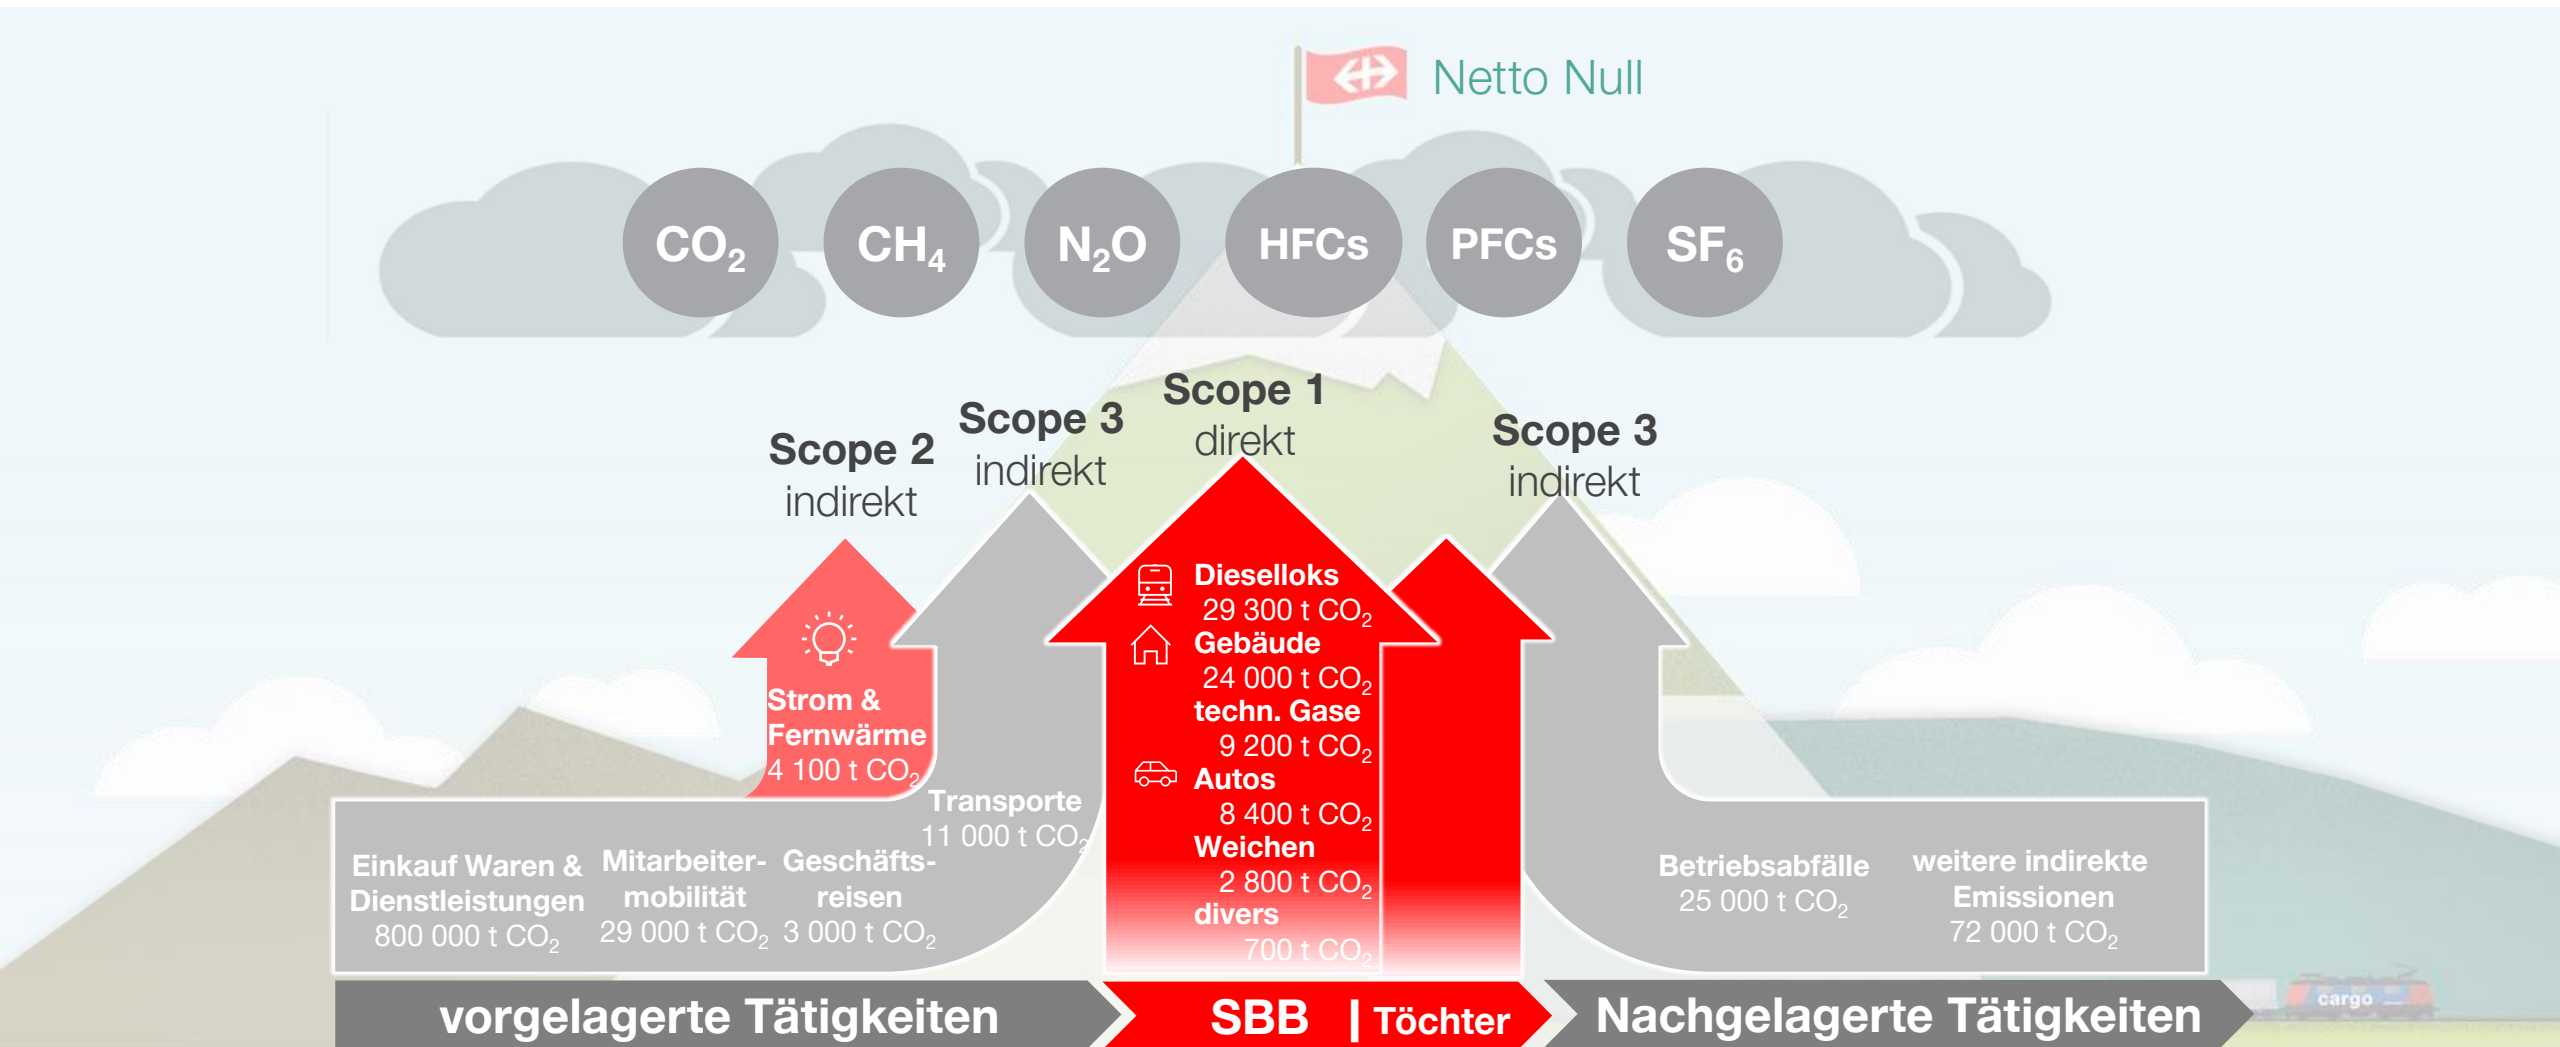 Netto Null
CO₂
CH₄
N₂O
HFCs
PFCs
SF₆
Scope 2
indirekt
Scope 3
indirekt
Scope 1
direkt
Scope 3
indirekt
Strom &
Fernwärme
4 100 t CO₂
Einkauf Waren &
Dienstleistungen
800 000 t CO₂
Mitarbeiter-
mobilität
29 000 t CO₂
Geschäfts-
reisen
3 000 t CO₂
Transporte
11 000 t CO₂
Dieselloks
29 300 t CO₂
Gebäude
24 000 t CO₂
techn. Gase
9 200 t CO₂
Autos
8 400 t CO₂
Weichen
2 800 t CO₂
divers
700 t CO₂
Betriebsabfälle
25 000 t CO₂
weitere indirekte
Emissionen
72 000 t CO₂
vorgelagerte Tätigkeiten
SBB | Töchter
Nachgelagerte Tätigkeiten
cargo